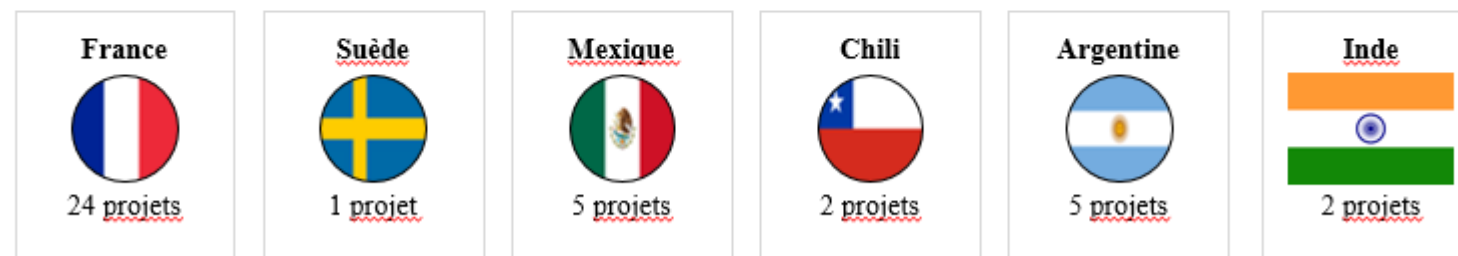 France
24 projets
Suède
1 projet
Mexique
5 projets
Chili
2 projets
Argentine
5 projets
Inde
2 projets